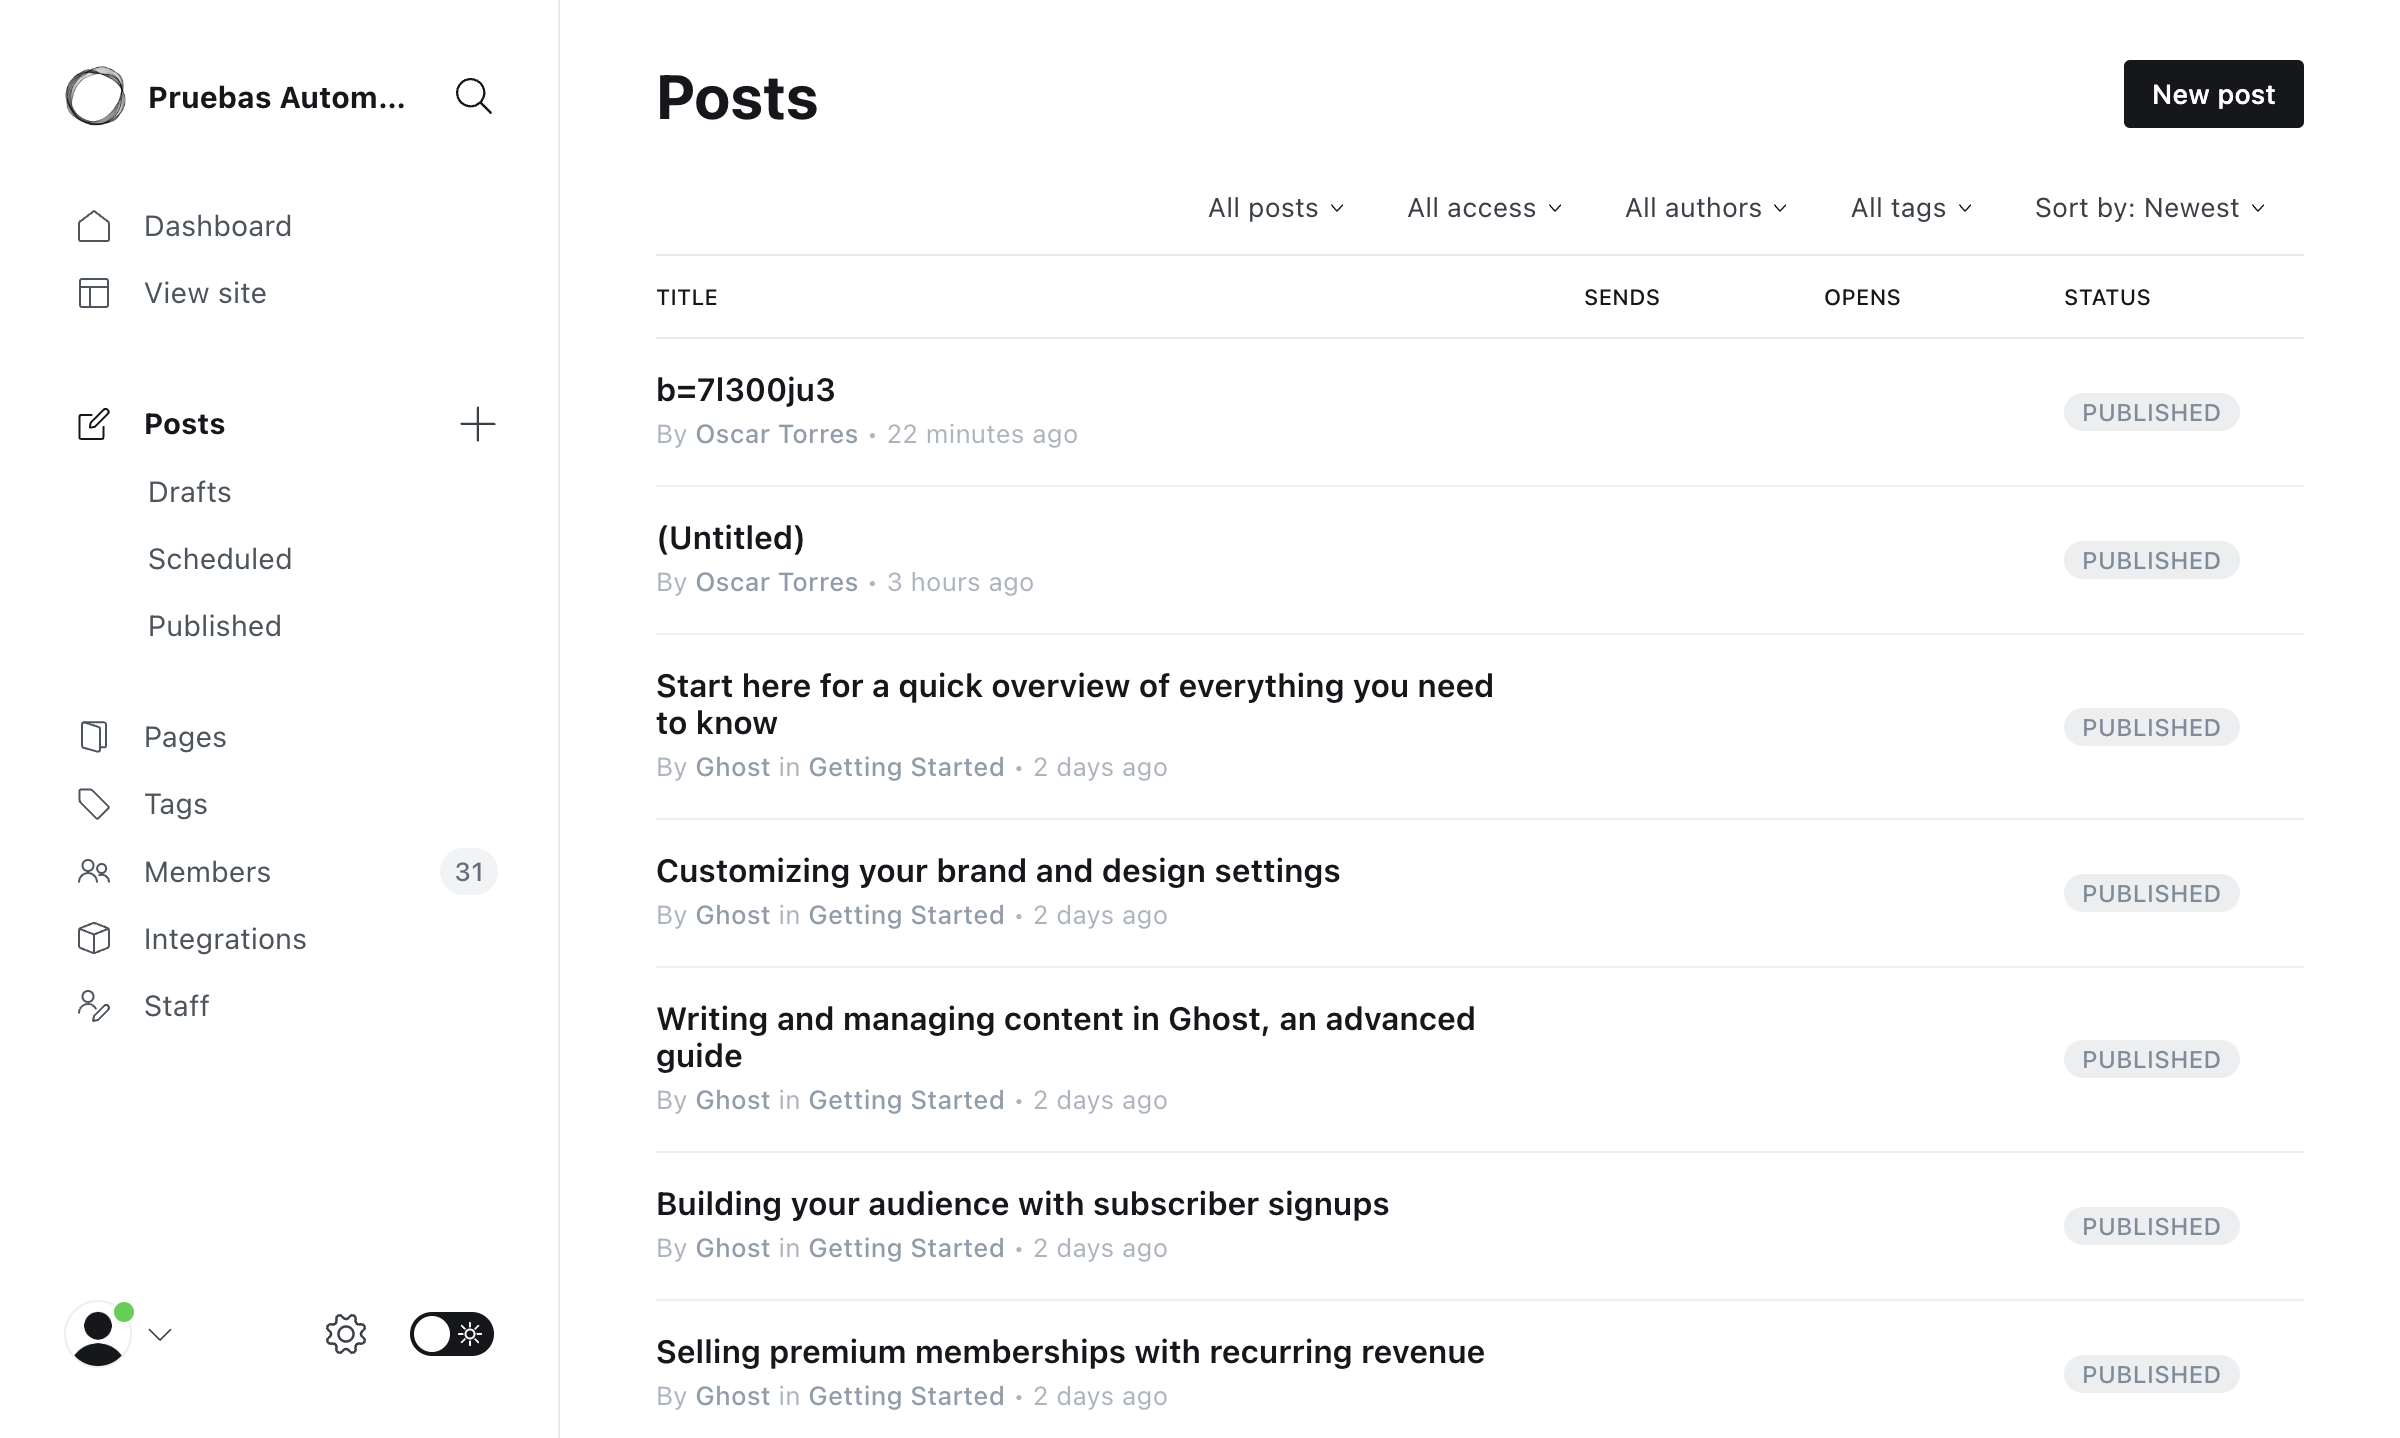 Pruebas Autom...
Dashboard
View site
Posts
Drafts
Scheduled
Published
Pages
Tags
Members 31
Integrations
Staff
Posts
New post
All posts All access All authors All tags Sort by: Newest
TITLE SENDS OPENS STATUS
b=7l300ju3
By Oscar Torres • 22 minutes ago
PUBLISHED
(Untitled)
By Oscar Torres • 3 hours ago
PUBLISHED
Start here for a quick overview of everything you need
to know
By Ghost in Getting Started • 2 days ago
PUBLISHED
Customizing your brand and design settings
By Ghost in Getting Started • 2 days ago
PUBLISHED
Writing and managing content in Ghost, an advanced
guide
By Ghost in Getting Started • 2 days ago
PUBLISHED
Building your audience with subscriber signups
By Ghost in Getting Started • 2 days ago
PUBLISHED
Selling premium memberships with recurring revenue
By Ghost in Getting Started • 2 days ago
PUBLISHED